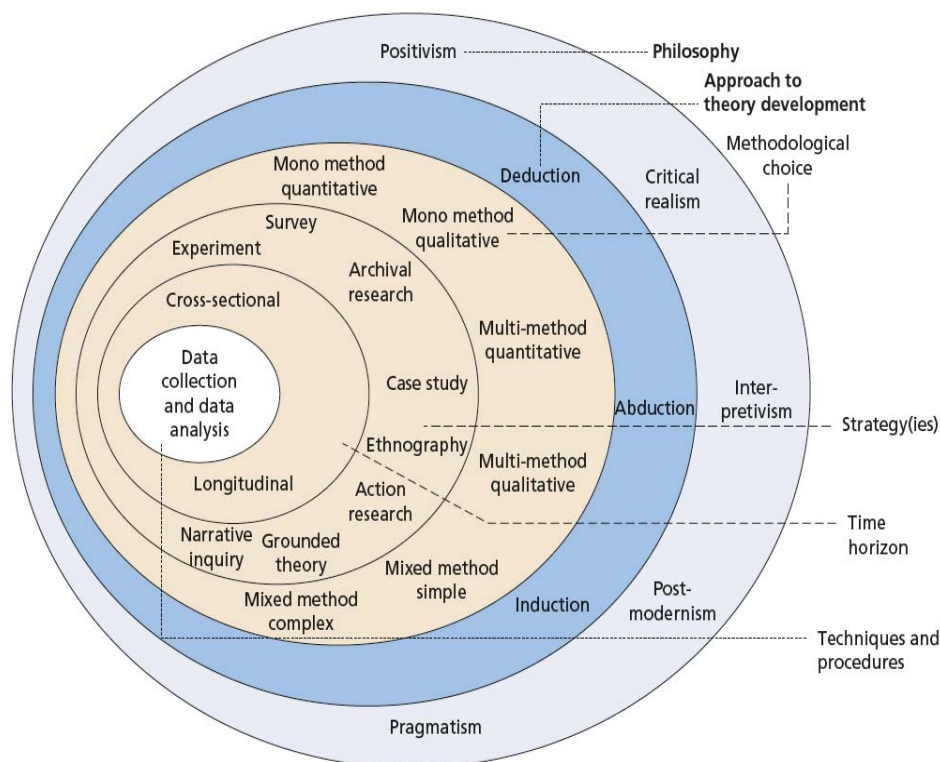 Positivism
Philosophy
Approach to
theory development
Methodological
choice
Mono method
quantitative
Deduction
Critical
realism
Mono method
qualitative
Survey
Experiment
Archival
research
Cross-sectional
Multi-method
quantitative
Data
collection
and data
analysis
Case study
Inter-
pretivism
Abduction
Strategy(ies)
Ethnography
Multi-method
qualitative
Longitudinal
Action
research
Time
horizon
Narrative
inquiry
Grounded
theory
Mixed method
simple
Mixed method
complex
Induction
Post-
modernism
Techniques and
procedures
Pragmatism